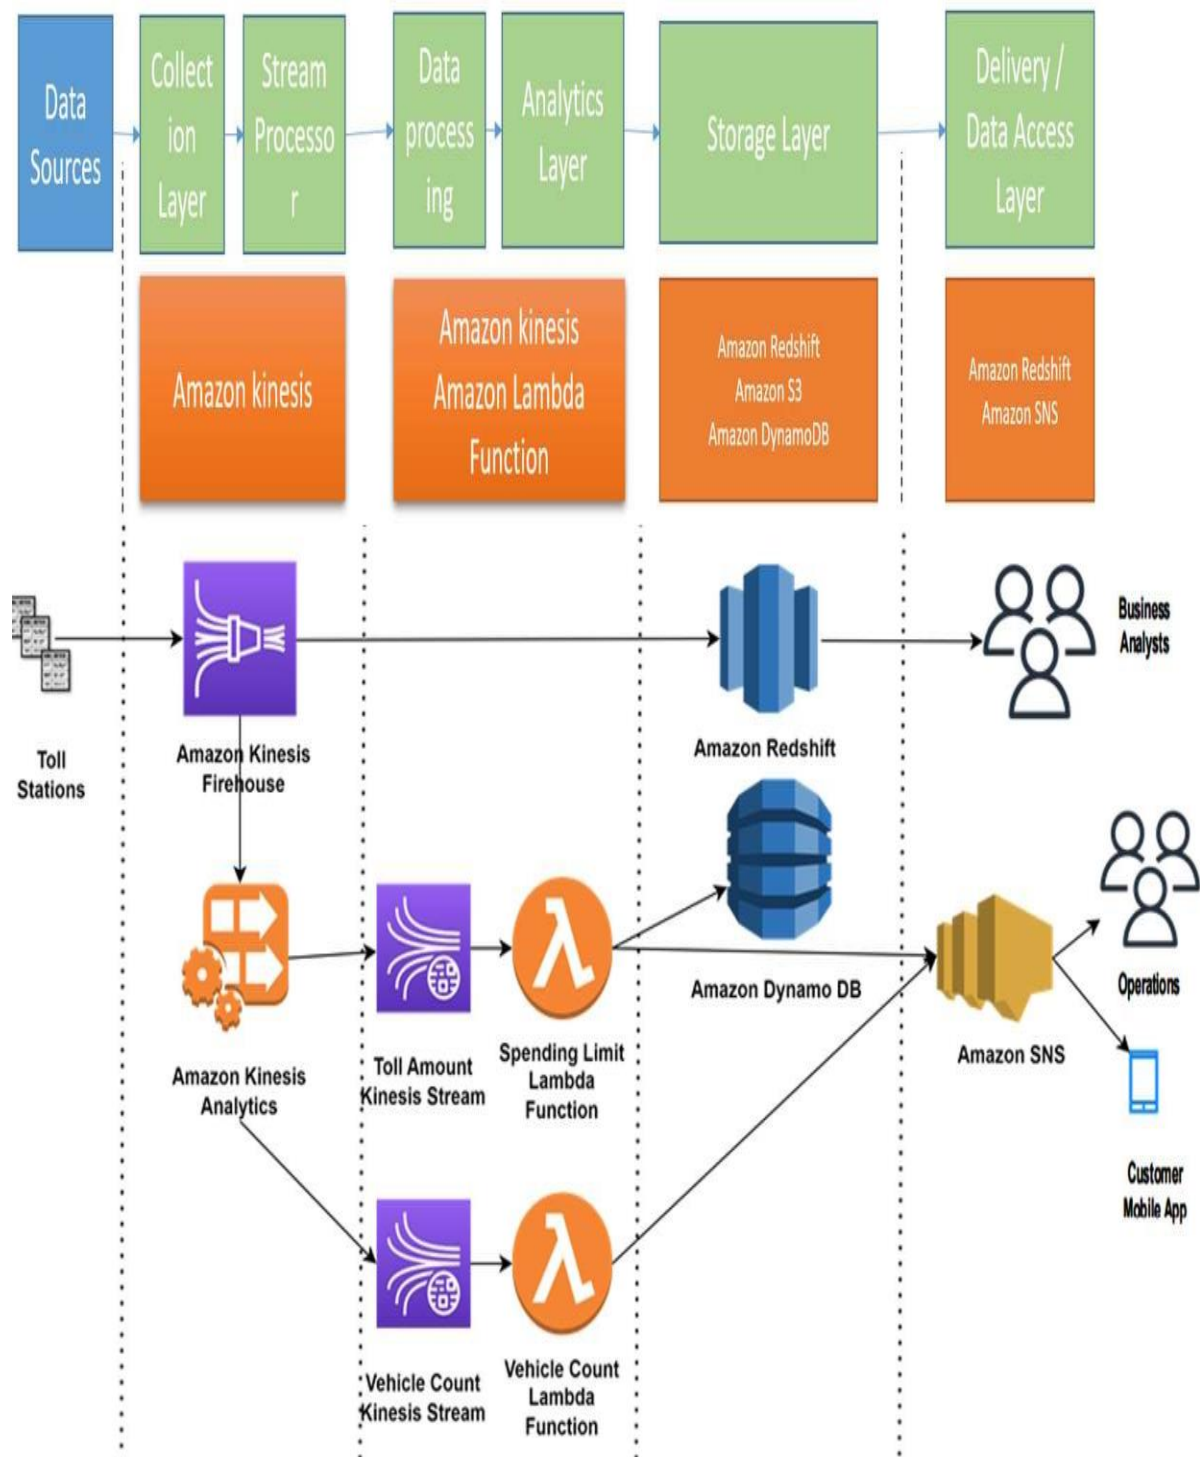 Data
Sources
Collect
ion
Layer
Stream
Processo
r
Data
process
ing
Analytics
Layer
Storage Layer
Delivery /
Data Access
Layer
Amazon kinesis
Amazon kinesis
Amazon Lambda
Function
Amazon Redshift
Amazon S3
Amazon DynamoDB
Amazon Redshift
Amazon SNS
Toll
Stations
Amazon Kinesis
Firehouse
Amazon Redshift
Business
Analysts
Amazon Kinesis
Analytics
Toll Amount
Kinesis Stream
Spending Limit
Lambda
Function
Amazon Dynamo DB
Amazon SNS
Operations
Customer
Mobile App
Vehicle Count
Kinesis Stream
Vehicle Count
Lambda
Function